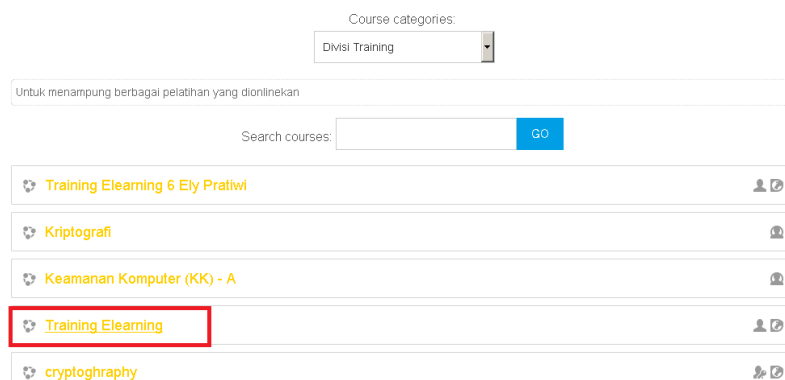 Course categories:
Divisi Training
Untuk menampung berbagai pelatihan yang dionlinekan
Search courses: GO
Training Elearning 6 Ely Pratiwi
Kriptografi
Keamanan Komputer (KK) - A
Training Elearning
cryptoghraphy